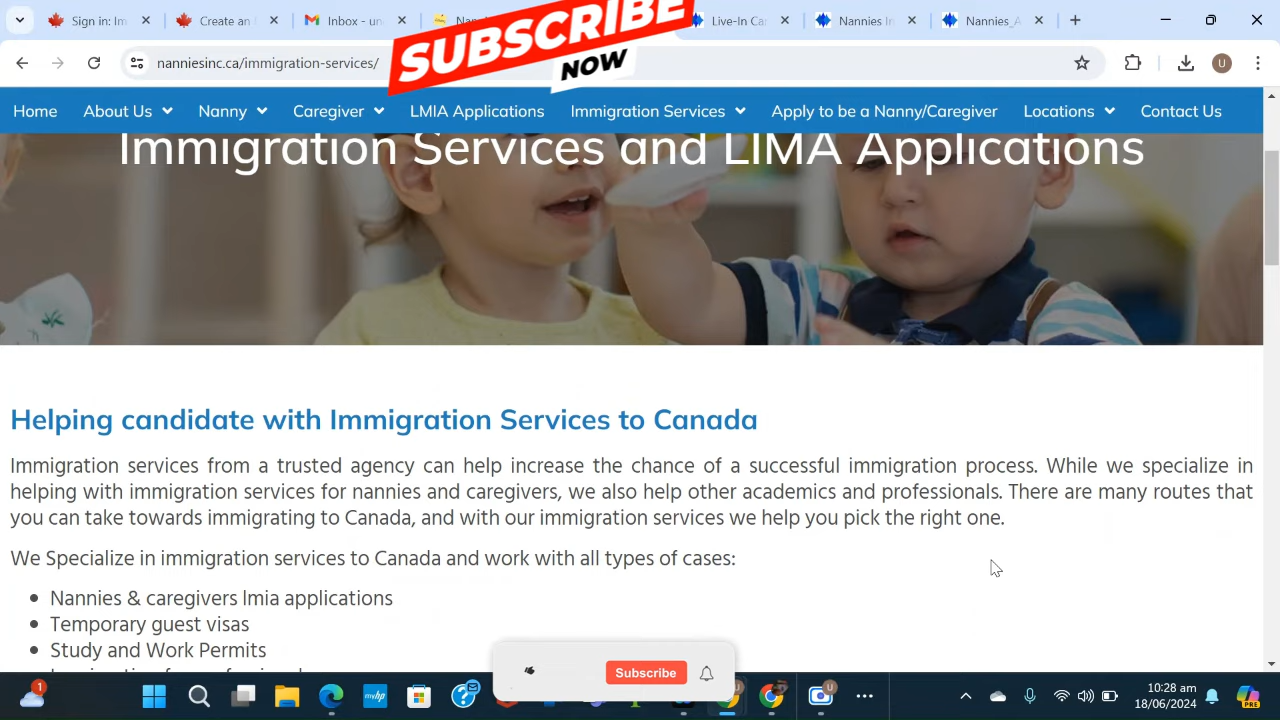 Sign in: Im
Create an
Inbox - un
Nan
Live-In Ca
Nannies In
Nannies_A
SUBSCRIBE
NOW
nanniesinc.ca/immigration-services/
U
Home About Us Nanny Caregiver LMIA Applications Immigration Services Apply to be a Nanny/Caregiver Locations Contact Us
Immigration Services and LIMA Applications
Helping candidate with Immigration Services to Canada
Immigration services from a trusted agency can help increase the chance of a successful immigration process. While we specialize in
helping with immigration services for nannies and caregivers, we also help other academics and professionals. There are many routes that
you can take towards immigrating to Canada, and with our immigration services we help you pick the right one.
We Specialize in immigration services to Canada and work with all types of cases:
Nannies & caregivers lmia applications
Temporary guest visas
Study and Work Permits
Subscribe
1
myhp
10:28 am
18/06/2024
PRE